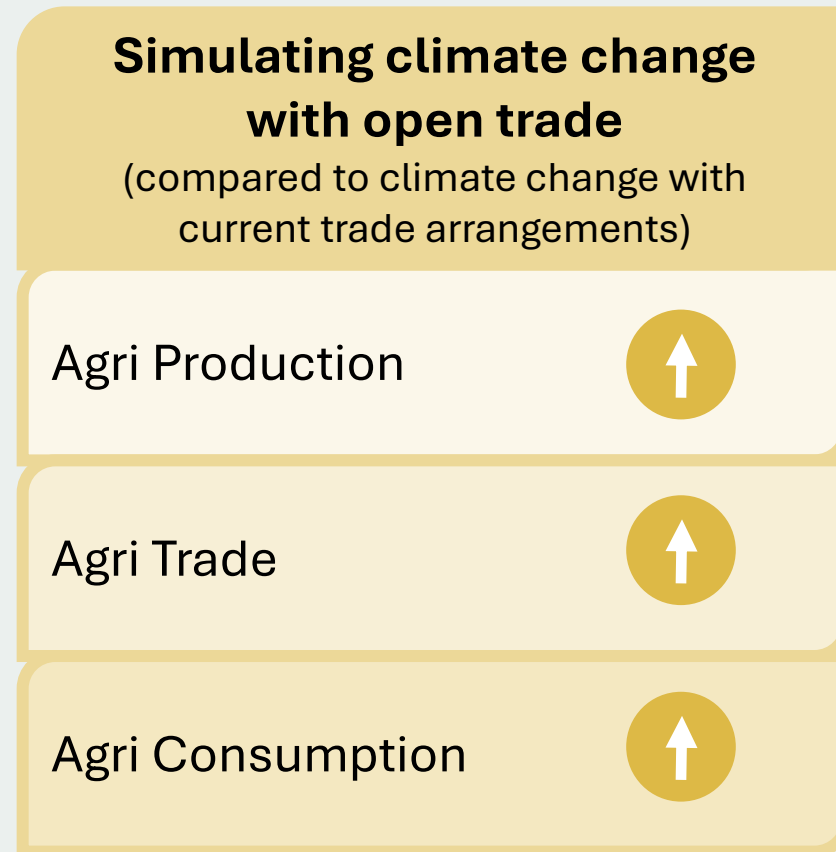 Simulating climate change
with open trade
(compared to climate change with
current trade arrangements)
Agri Production
Agri Trade
Agri Consumption